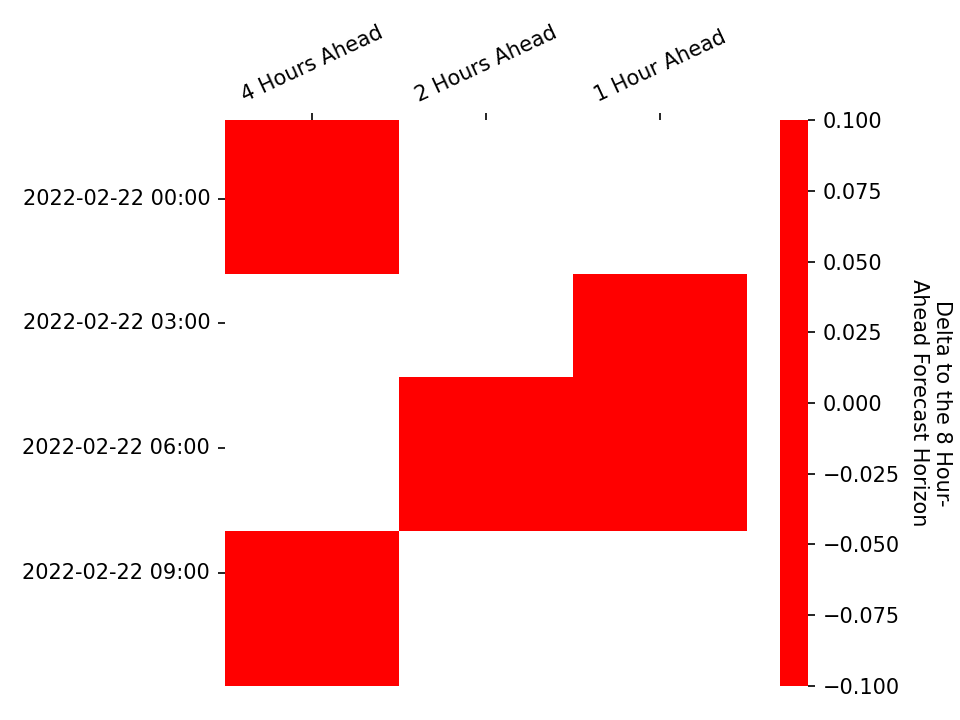 4 Hours Ahead
2 Hours Ahead
1 Hour Ahead
2022-02-22 00:00
2022-02-22 03:00
2022-02-22 06:00
2022-02-22 09:00
0.100
0.075
0.050
0.025
0.000
−0.025
−0.050
−0.075
−0.100
Delta to the 8 Hour-
Ahead Forecast Horizon